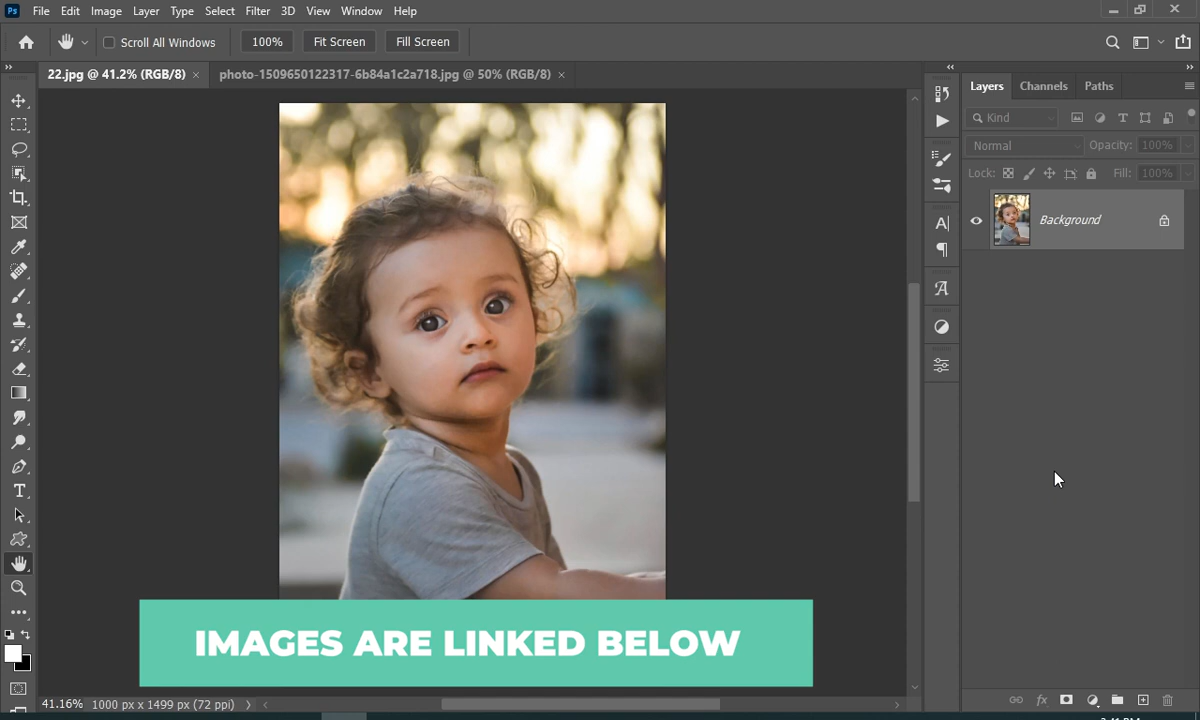 Ps File Edit Image Layer Type Select Filter 3D View Window Help
Scroll All Windows 100% Fit Screen Fill Screen
22.jpg @ 41.2% (RGB/8) × photo-1509650122317-6b84a1c2a718.jpg @ 50% (RGB/8) ×
Layers Channels Paths
Kind
Normal Opacity: 100%
Lock: Fill: 100%
Background
IMAGES ARE LINKED BELOW
41.16% 1000 px x 1499 px (72 ppi)